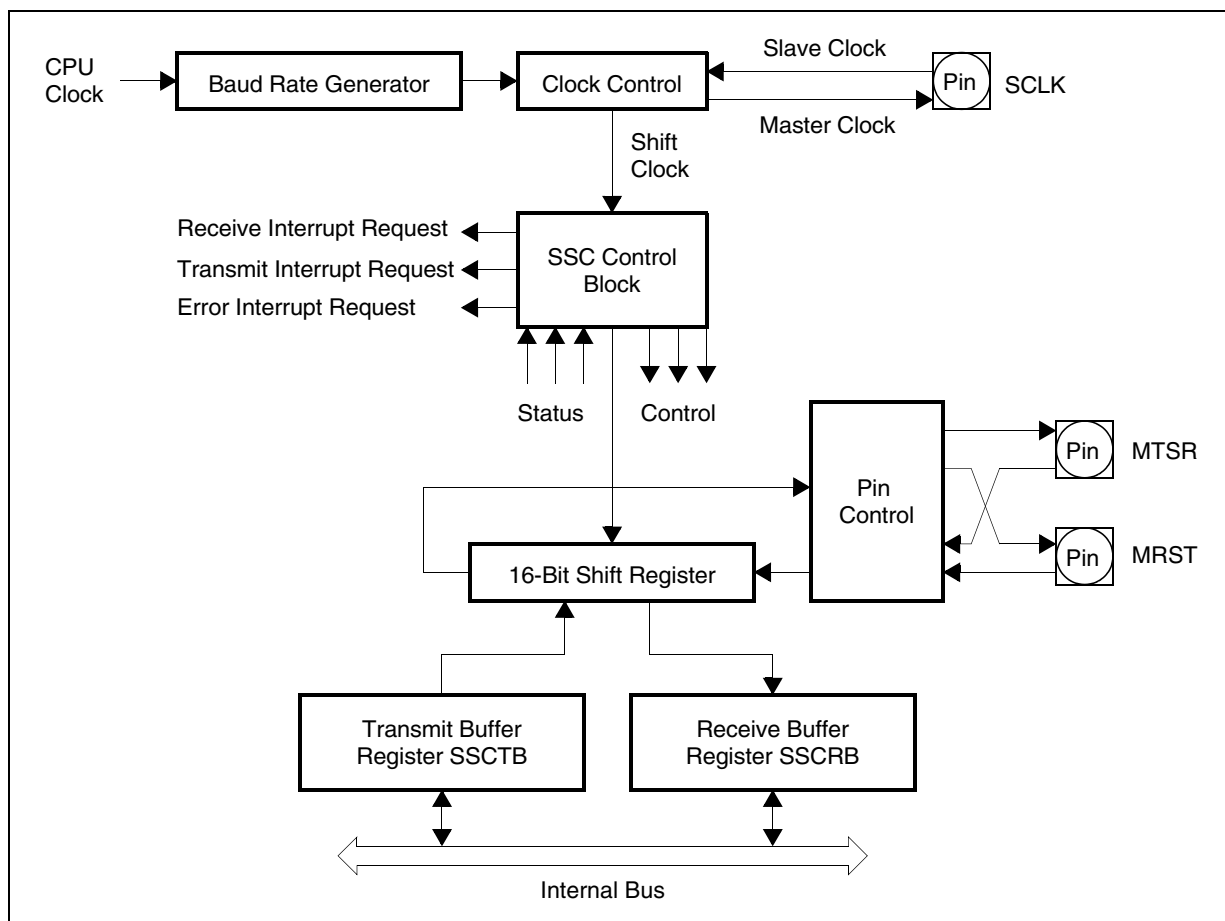 CPU
Clock
Baud Rate Generator
Clock Control
Slave Clock
Master Clock
Pin
SCLK
Shift
Clock
Receive Interrupt Request
Transmit Interrupt Request
Error Interrupt Request
SSC Control
Block
Status
Control
Pin
Control
Pin
MTSR
Pin
MRST
16-Bit Shift Register
Transmit Buffer
Register SSCTB
Receive Buffer
Register SSCRB
Internal Bus